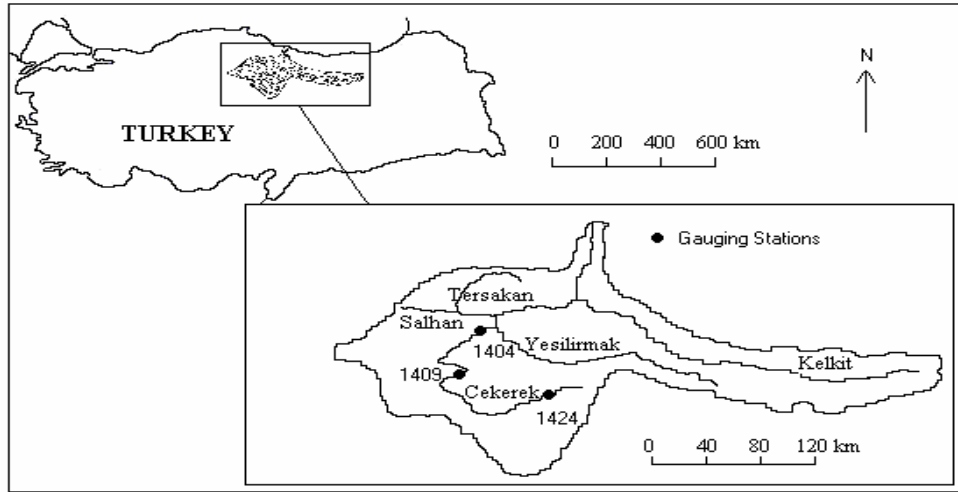 N
TURKEY
0 200 400 600 km
Gauging Stations
Tersakan
Salhan
1404
Yesilirmak
Kelkit
1409
Cekerek
1424
0 40 80 120 km